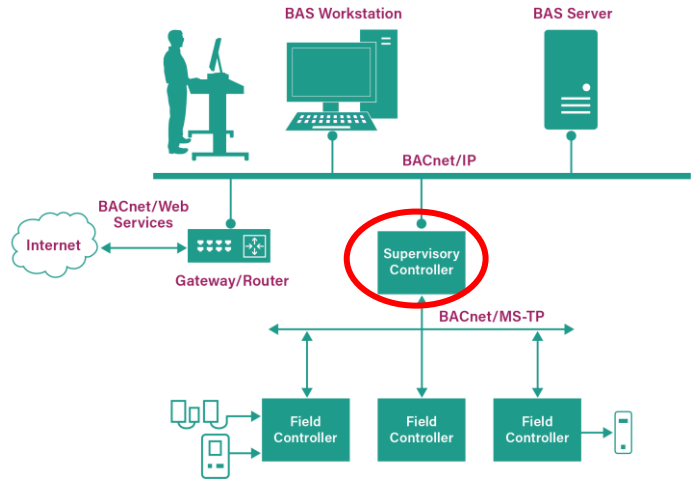 BAS Workstation
BAS Server
BACnet/IP
BACnet/Web
Services
Internet
Gateway/Router
Supervisory
Controller
BACnet/MS-TP
Field
Controller
Field
Controller
Field
Controller